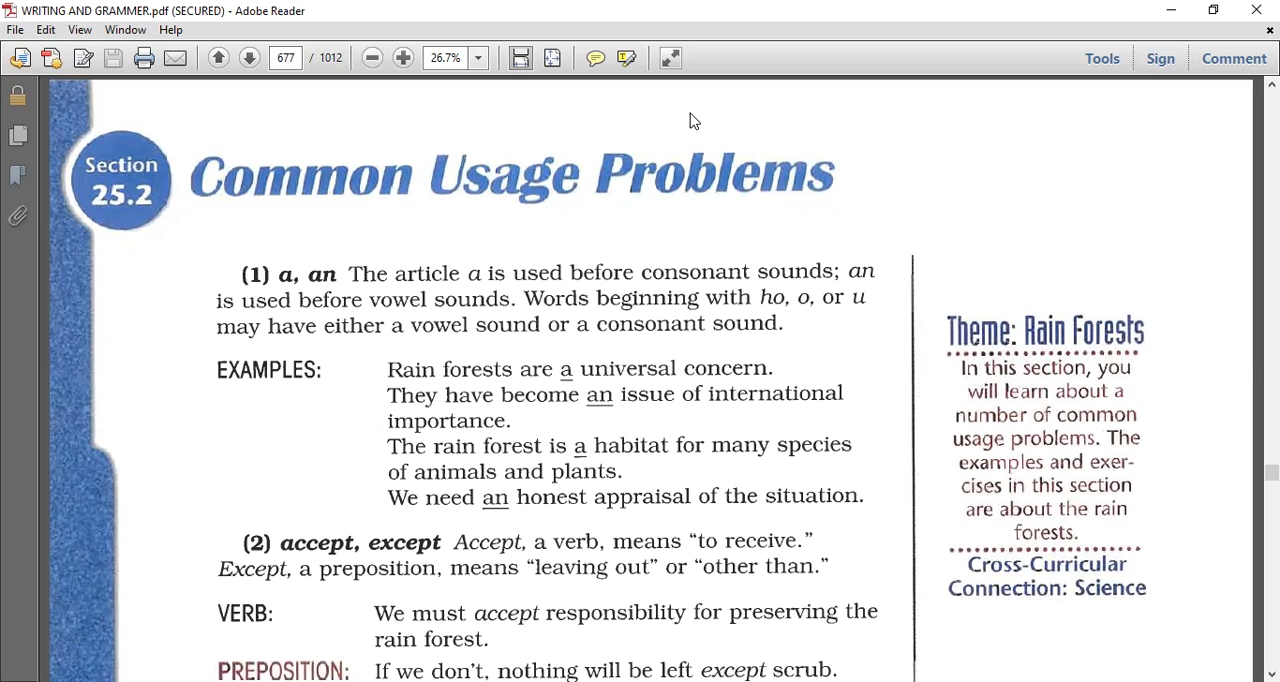 WRITING AND GRAMMER.pdf (SECURED) - Adobe Reader
File Edit View Window Help
677 / 1012 26.7% Tools Sign Comment
Section
25.2
Common Usage Problems
(1) a, an The article a is used before consonant sounds; an
is used before vowel sounds. Words beginning with ho, o, or u
may have either a vowel sound or a consonant sound.
EXAMPLES: Rain forests are a universal concern.
They have become an issue of international
importance.
The rain forest is a habitat for many species
of animals and plants.
We need an honest appraisal of the situation.
(2) accept, except Accept, a verb, means “to receive.”
Except, a preposition, means “leaving out” or “other than.”
VERB: We must accept responsibility for preserving the
rain forest.
PREPOSITION: If we don't, nothing will be left except scrub.
Theme: Rain Forests
In this section, you
will learn about a
number of common
usage problems. The
examples and exer-
cises in this section
are about the rain
forests.
Cross-Curricular
Connection: Science